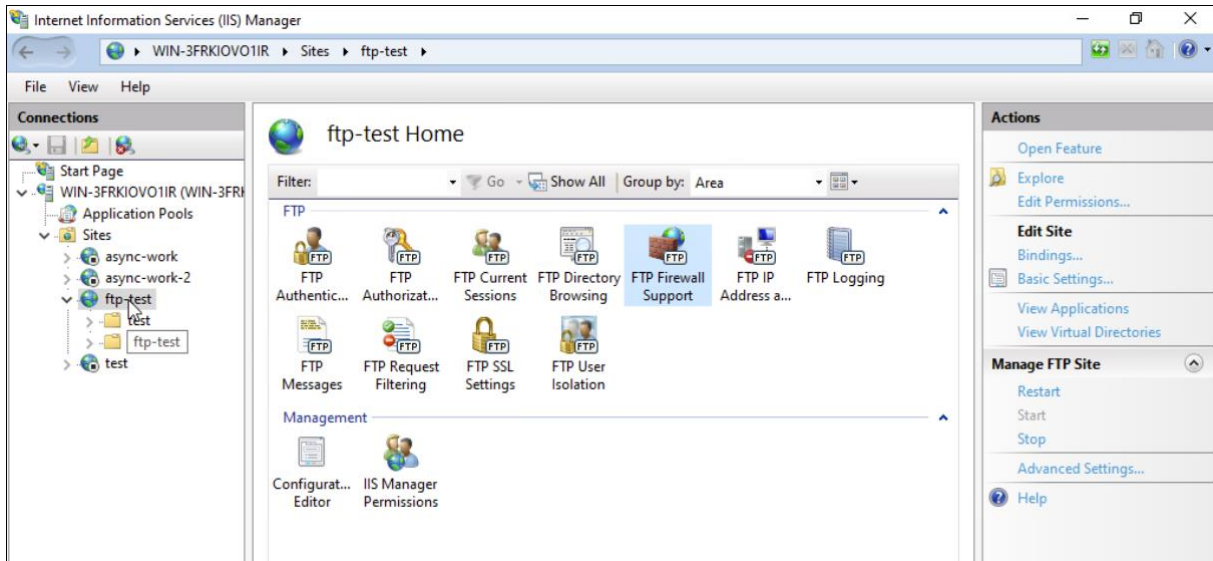 Internet Information Services (IIS) Manager
WIN-3FRKIOVO1IR Sites ftp-test
File View Help
Connections
Start Page
WIN-3FRKIOVO1IR (WIN-3FRK
Application Pools
Sites
async-work
async-work-2
ftp-test
test
ftp-test
test
ftp-test Home
Filter: Go Show All Group by: Area
FTP
FTP Authentic...
FTP Authorizat...
FTP Current Sessions
FTP Directory Browsing
FTP Firewall Support
FTP IP Address a...
FTP Logging
FTP Messages
FTP Request Filtering
FTP SSL Settings
FTP User Isolation
Management
Configurat... Editor
IIS Manager Permissions
Actions
Open Feature
Explore
Edit Permissions...
Edit Site
Bindings...
Basic Settings...
View Applications
View Virtual Directories
Manage FTP Site
Restart
Start
Stop
Advanced Settings...
Help